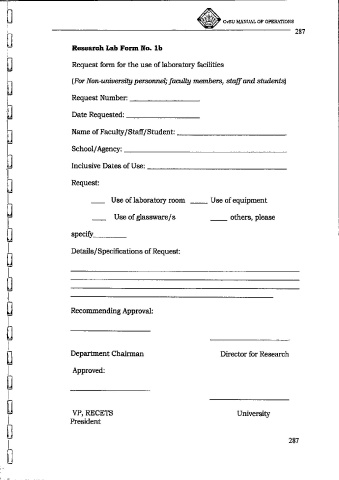 CvSU MANUAL OF OPERATIONS
287
Research Lab Form No. 1b
Request form for the use of laboratory facilities
(For Non-university personnel; faculty members, staff and students)
Request Number: ____________
Date Requested: ____________
Name of Faculty/Staff/Student: ____________
School/Agency: ____________
Inclusive Dates of Use: ____________
Request:
____ Use of laboratory room ____ Use of equipment
____ Use of glassware/s ____ others, please
specify________
Details/Specifications of Request:
Recommending Approval:
Department Chairman Director for Research
Approved:
VP, RECETS University
President
287